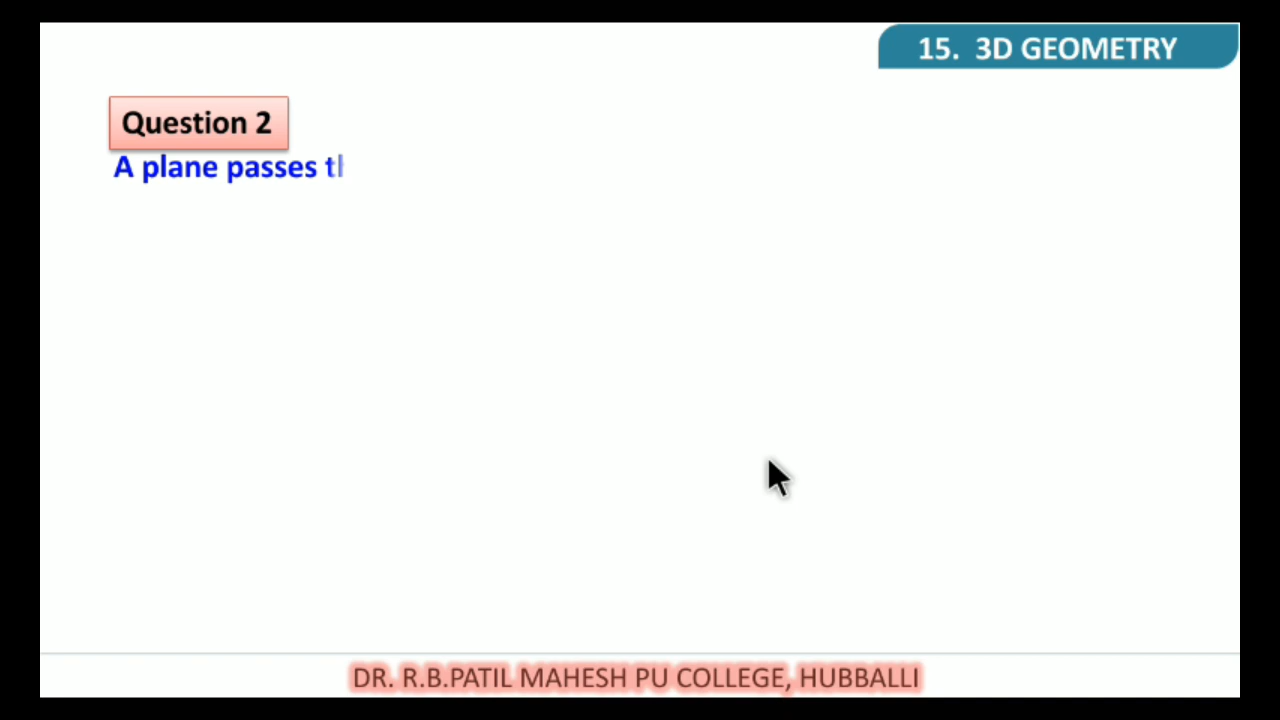 15. 3D GEOMETRY
Question 2
A plane passes
DR. R.B.PATIL MAHESH PU COLLEGE, HUBBALLI